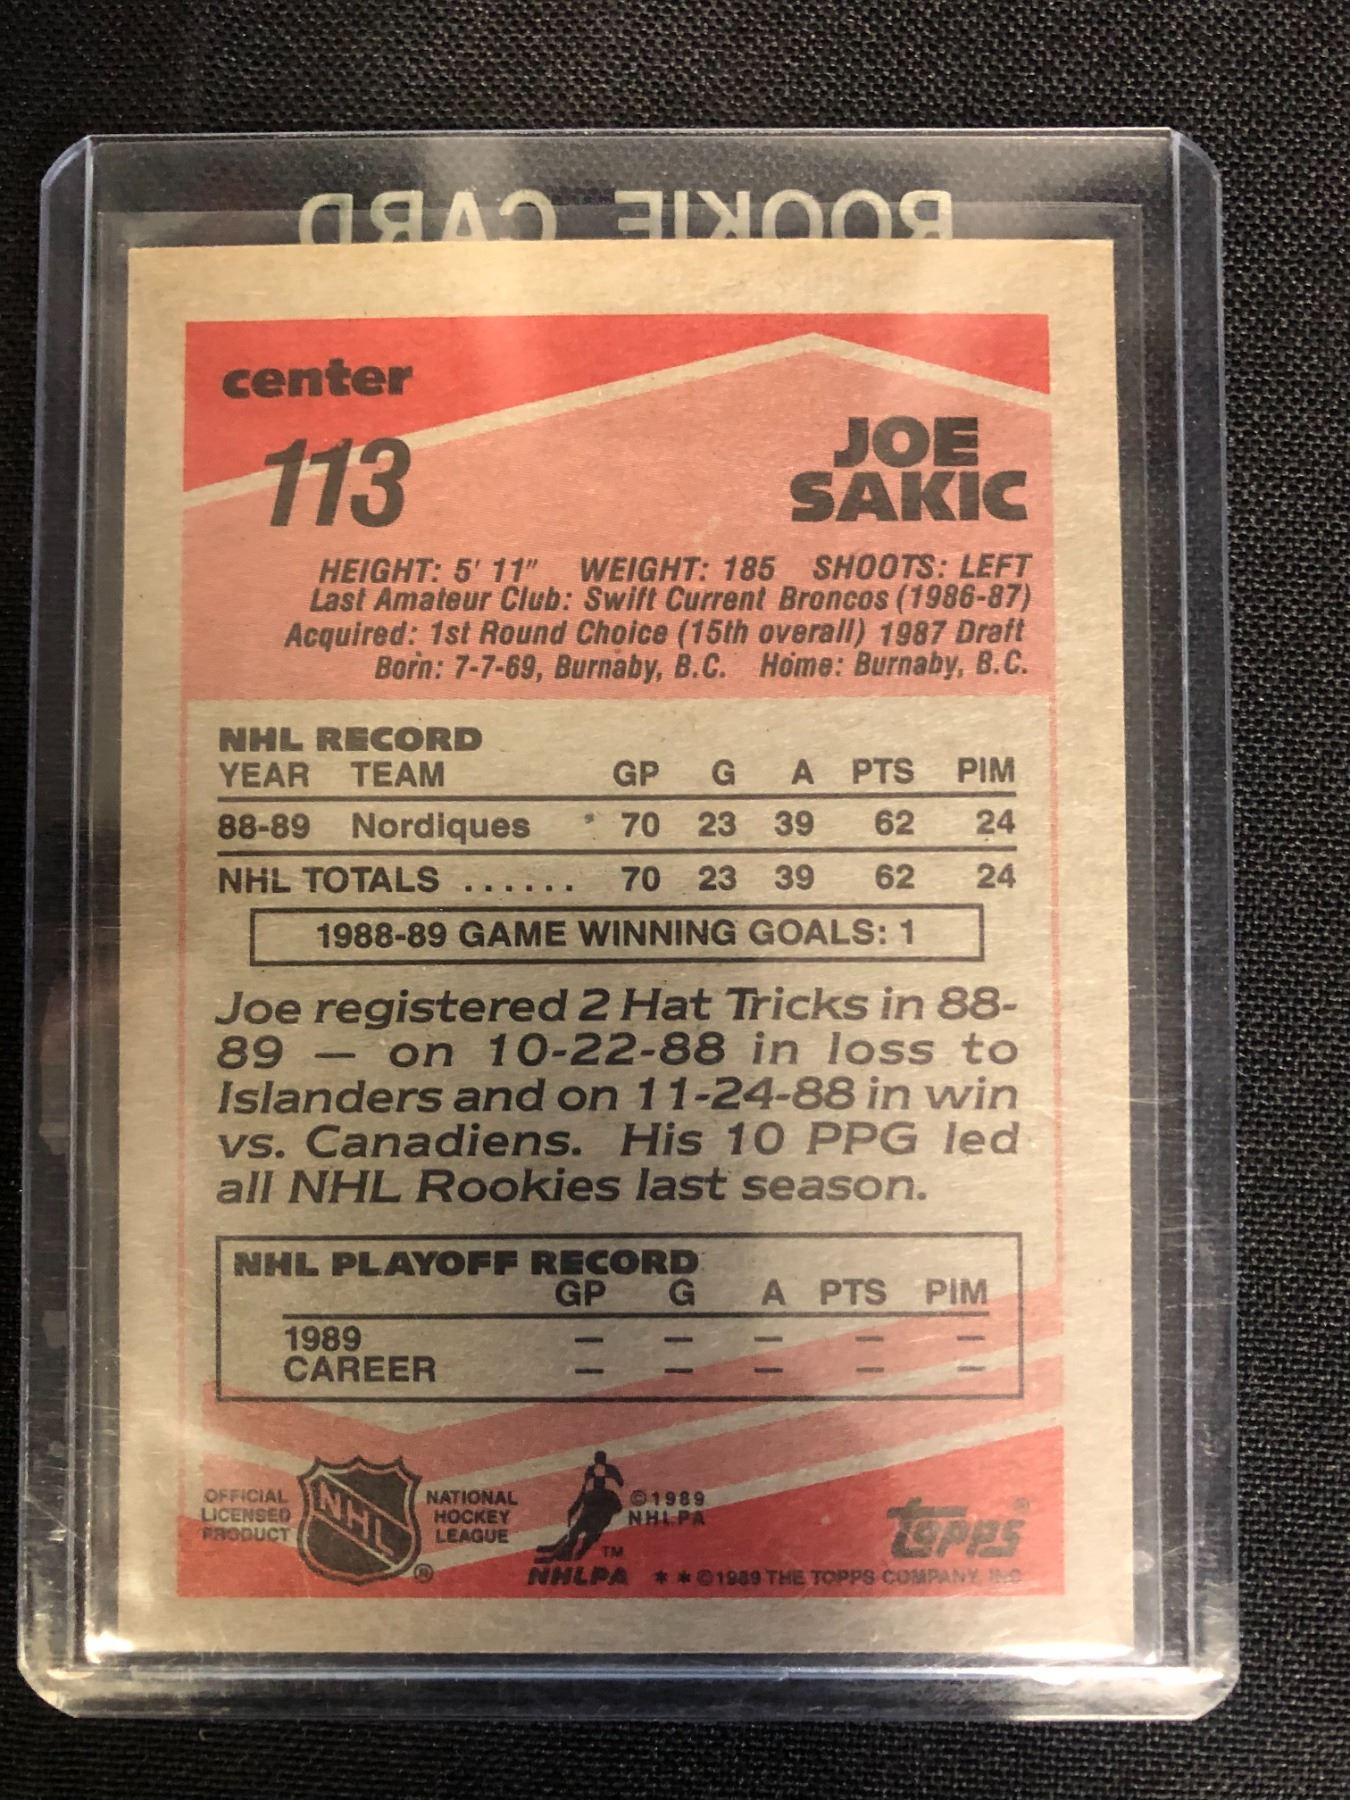 ROOKIE CARD
center
113
JOE
SAKIC
HEIGHT: 5' 11" WEIGHT: 185 SHOOTS: LEFT
Last Amateur Club: Swift Current Broncos (1986-87)
Acquired: 1st Round Choice (15th overall) 1987 Draft
Born: 7-7-69, Burnaby, B.C. Home: Burnaby, B.C.
NHL RECORD
YEAR TEAM GP G A PTS PIM
88-89 Nordiques 70 23 39 62 24
NHL TOTALS ...... 70 23 39 62 24
1988-89 GAME WINNING GOALS: 1
Joe registered 2 Hat Tricks in 88-
89 — on 10-22-88 in loss to
Islanders and on 11-24-88 in win
vs. Canadiens. His 10 PPG led
all NHL Rookies last season.
NHL PLAYOFF RECORD
GP G A PTS PIM
1989 — — — — —
CAREER — — — — —
OFFICIAL
LICENSED
PRODUCT
NHL
®
NATIONAL
HOCKEY
LEAGUE
©1989
NHLPA
TM
NHLPA
topps®
* * ©1989 THE TOPPS COMPANY, INC